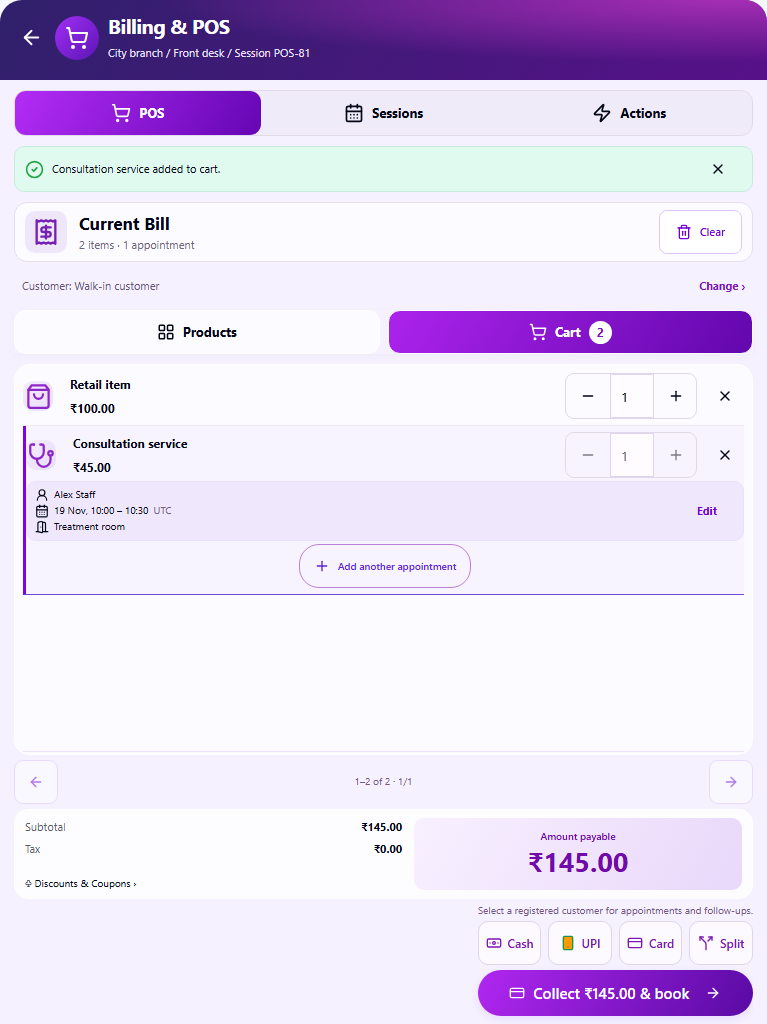 Billing & POS
City branch / Front desk / Session POS-81
POS
Sessions
Actions
Consultation service added to cart.
Current Bill
2 items · 1 appointment
Clear
Customer: Walk-in customer
Change ›
Products
Cart 2
Retail item
₹100.00
1
Consultation service
₹45.00
1
Alex Staff
19 Nov, 10:00 – 10:30 UTC
Treatment room
Edit
Add another appointment
1–2 of 2 · 1/1
Subtotal ₹145.00
Tax ₹0.00
Discounts & Coupons ›
Amount payable
₹145.00
Select a registered customer for appointments and follow-ups.
Cash
UPI
Card
Split
Collect ₹145.00 & book